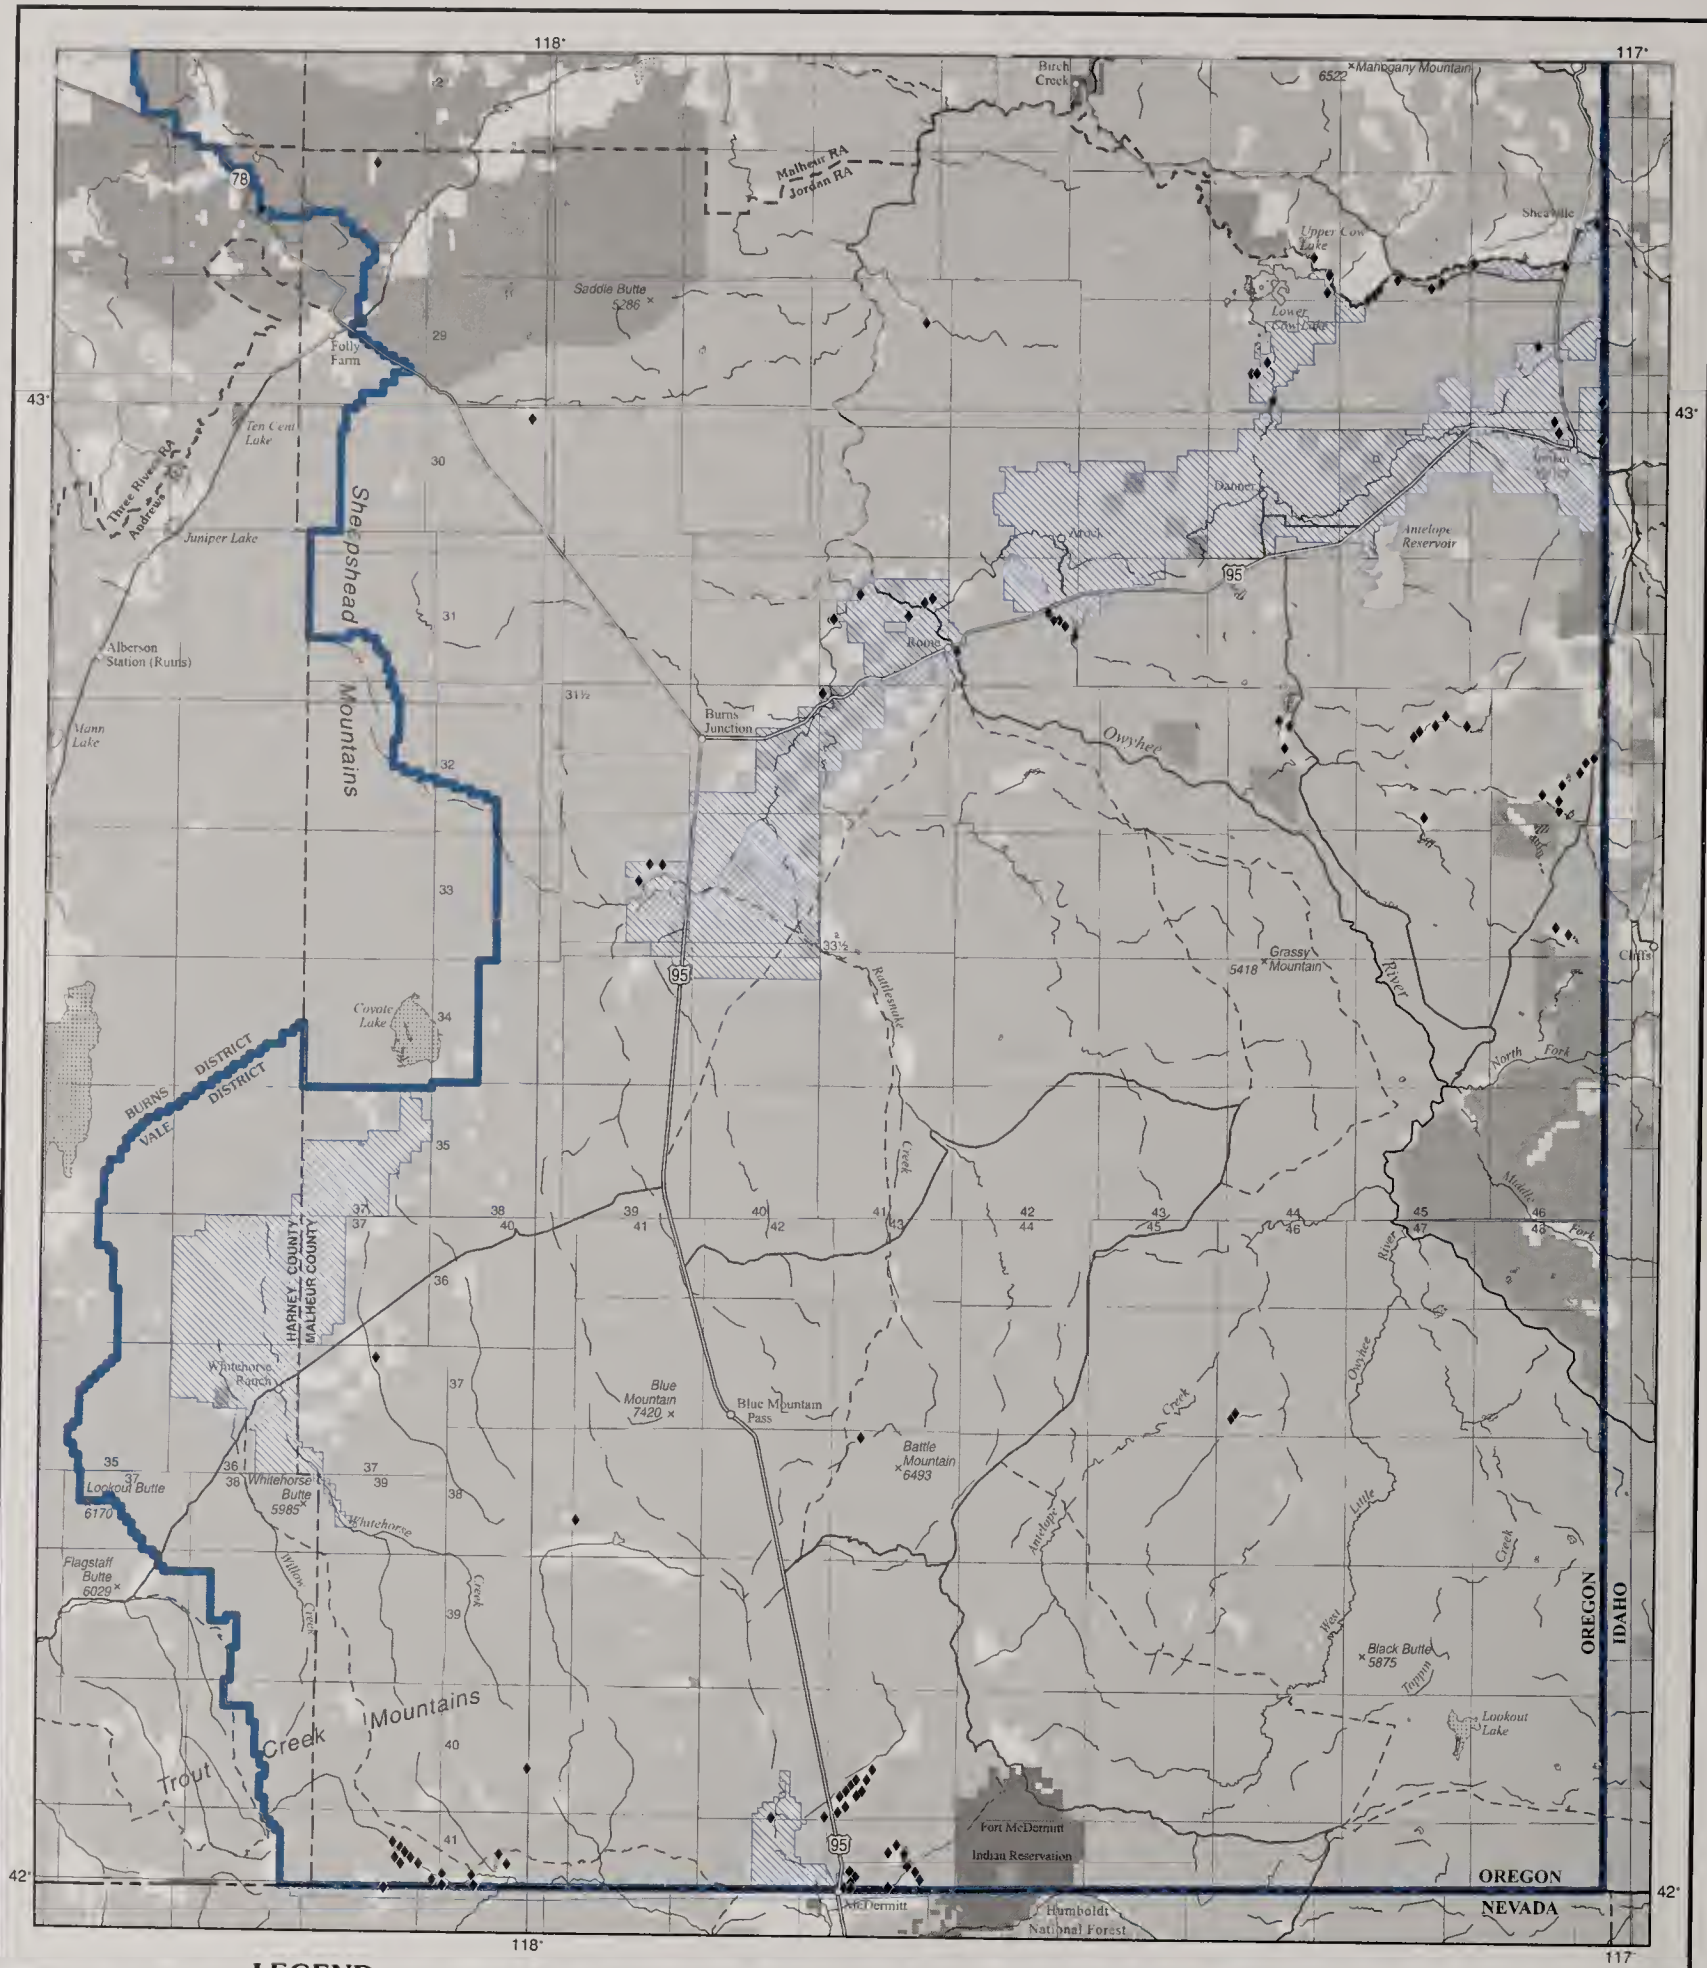 118°
117°
Birch
Creek
6522 ×Mahogany Mountain
78
Malheur RA
Jordan RA
Upper Cow
Lake
Saddle Butte
5286 ×
Lower
Cow Lake
29
Folly
Farm
43°
43°
Ten Cent
Lake
30
Three Rivers RA
Andrews
Sheepshead
Mountains
Danner
Juniper Lake
Arock
Antelope
Reservoir
95
31
Rome
Alberson
Station (Ruins)
31½
Burns
Junction
Mann
Lake
Owyhee
32
33
33½
Grassy
5418 × Mountain
River
Cliffs
95
Rattlesnake
Coyote
Lake
34
BURNS DISTRICT
VALE DISTRICT
North Fork
35
Creek
Middle
Fork
37 38 39 40 41 42 43 44 45 46
37 40 41 42 43 44 45 46 47 48
River
HARNEY COUNTY
MALHEUR COUNTY
36
Whitehorse
Ranch
37
Blue
Mountain
7420 ×
Blue Mountain
Pass
Owyhee
Creek
Battle
Mountain
×6493
35 36 37
37 38 39
Lookout Butte
6170
Whitehorse
Butte
5985×
38
Whitehorse
Creek
Little
Antelope
Creek
Flagstaff
Butte
6029×
Willow
Creek
39
West
OREGON
IDAHO
×Black Butte
5875
Toppin
Trout Creek Mountains
40
Lookout
Lake
41
95
Fort McDermitt
Indian Reservation
42°
OREGON
NEVADA
42°
McDermitt
Humboldt
National Forest
118°
117
LEGEND